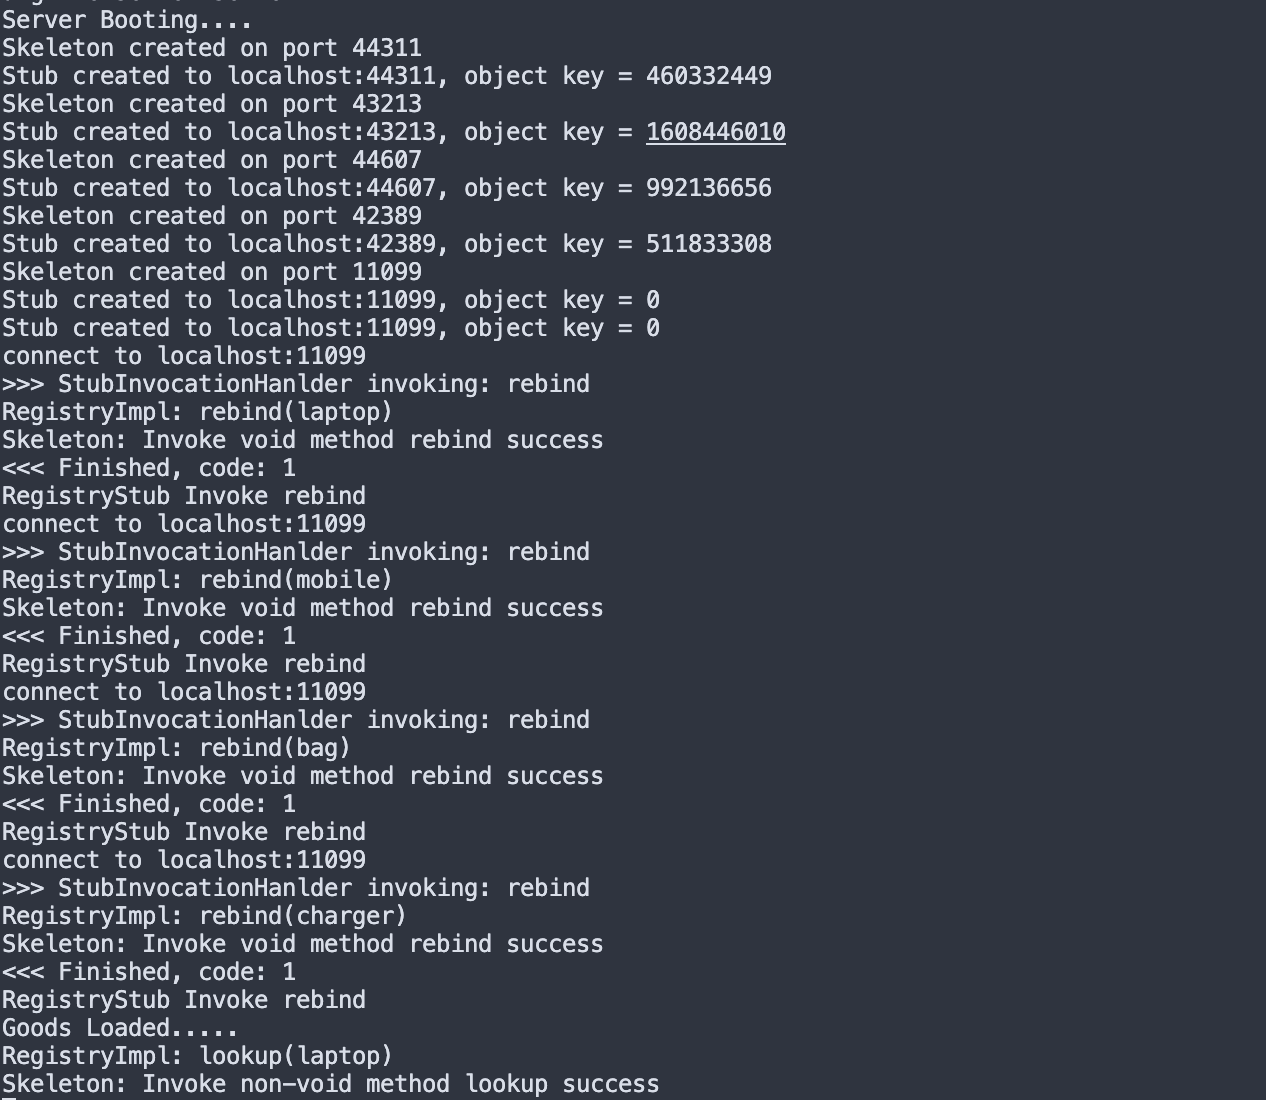 Server Booting....
Skeleton created on port 44311
Stub created to localhost:44311, object key = 460332449
Skeleton created on port 43213
Stub created to localhost:43213, object key = 1608446010
Skeleton created on port 44607
Stub created to localhost:44607, object key = 992136656
Skeleton created on port 42389
Stub created to localhost:42389, object key = 511833308
Skeleton created on port 11099
Stub created to localhost:11099, object key = 0
Stub created to localhost:11099, object key = 0
connect to localhost:11099
>>> StubInvocationHanlder invoking: rebind
RegistryImpl: rebind(laptop)
Skeleton: Invoke void method rebind success
<<< Finished, code: 1
RegistryStub Invoke rebind
connect to localhost:11099
>>> StubInvocationHanlder invoking: rebind
RegistryImpl: rebind(mobile)
Skeleton: Invoke void method rebind success
<<< Finished, code: 1
RegistryStub Invoke rebind
connect to localhost:11099
>>> StubInvocationHanlder invoking: rebind
RegistryImpl: rebind(bag)
Skeleton: Invoke void method rebind success
<<< Finished, code: 1
RegistryStub Invoke rebind
connect to localhost:11099
>>> StubInvocationHanlder invoking: rebind
RegistryImpl: rebind(charger)
Skeleton: Invoke void method rebind success
<<< Finished, code: 1
RegistryStub Invoke rebind
Goods Loaded.....
RegistryImpl: lookup(laptop)
Skeleton: Invoke non-void method lookup success